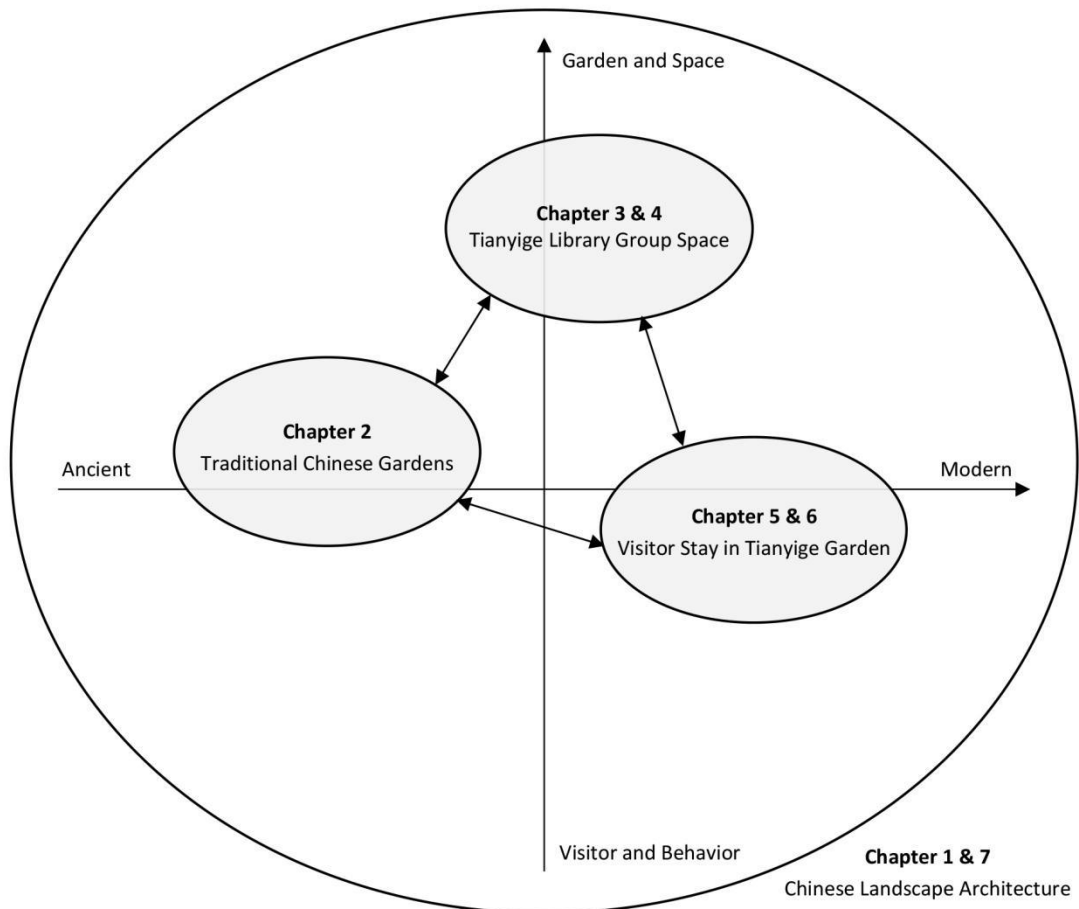 Garden and Space
Chapter 3 & 4
Tianyige Library Group Space
Chapter 2
Traditional Chinese Gardens
Ancient
Modern
Chapter 5 & 6
Visitor Stay in Tianyige Garden
Visitor and Behavior
Chapter 1 & 7
Chinese Landscape Architecture